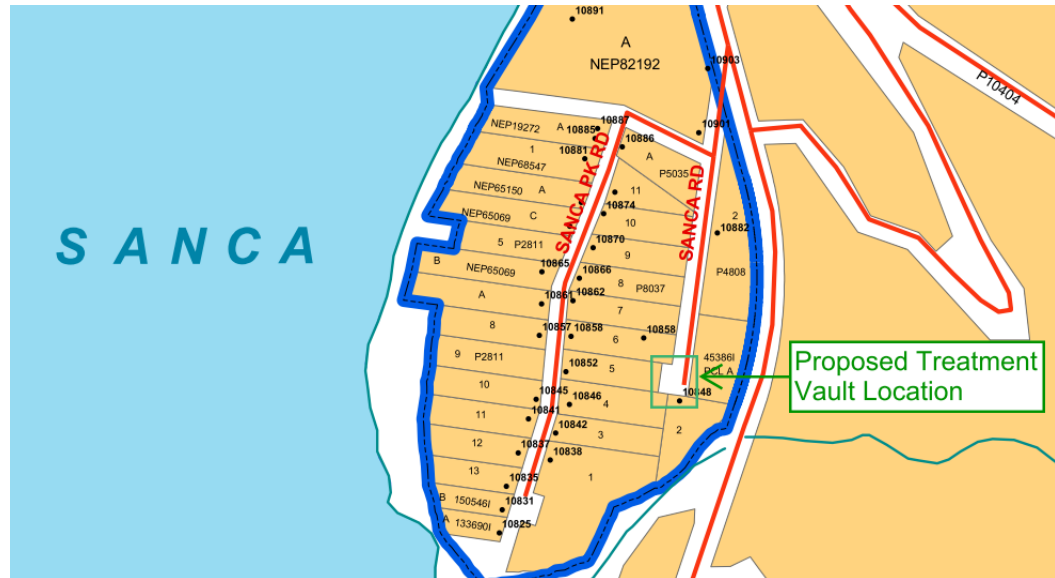 10891
A
NEP82192
10903
P10404
NEP19272 A
10885
10887
10901
1
10881
10886
NEP68547
A
P5035
NEP65150 A
11
SANCA PK RD
SANCA RD
NEP65069 C
10874
10
2
10882
5 P2811
10870
9
B
NEP65069
10865
10866
8 P8037
P4808
A
10861
10862
7
8
10857
10858
6
10858
9 P2811
10852
5
45386I
PCL A
10
10845
10846
4
10848
11
10841
10842
3
2
12
10837
10838
13
10835
1
B 150546I
10831
A 133690I
10825
SANCA
Proposed Treatment
Vault Location